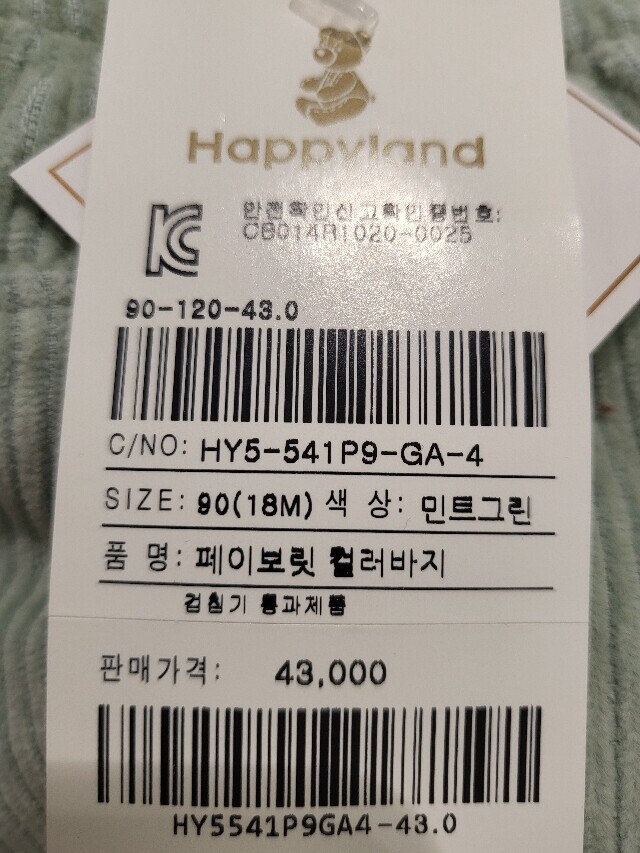 Happyland
안전확인신고확인증번호:
CB014R1020-0025
90-120-43.0
C/NO: HY5-541P9-GA-4
SIZE: 90(18M) 색 상: 민트그린
품 명: 페이보릿 컬러바지
검침기 통과제품
판매가격: 43,000
HY5541P9GA4-43.0